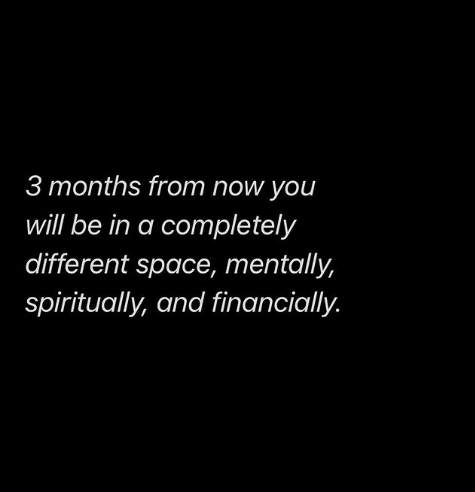 3 months from now you
will be in a completely
different space, mentally,
spiritually, and financially.